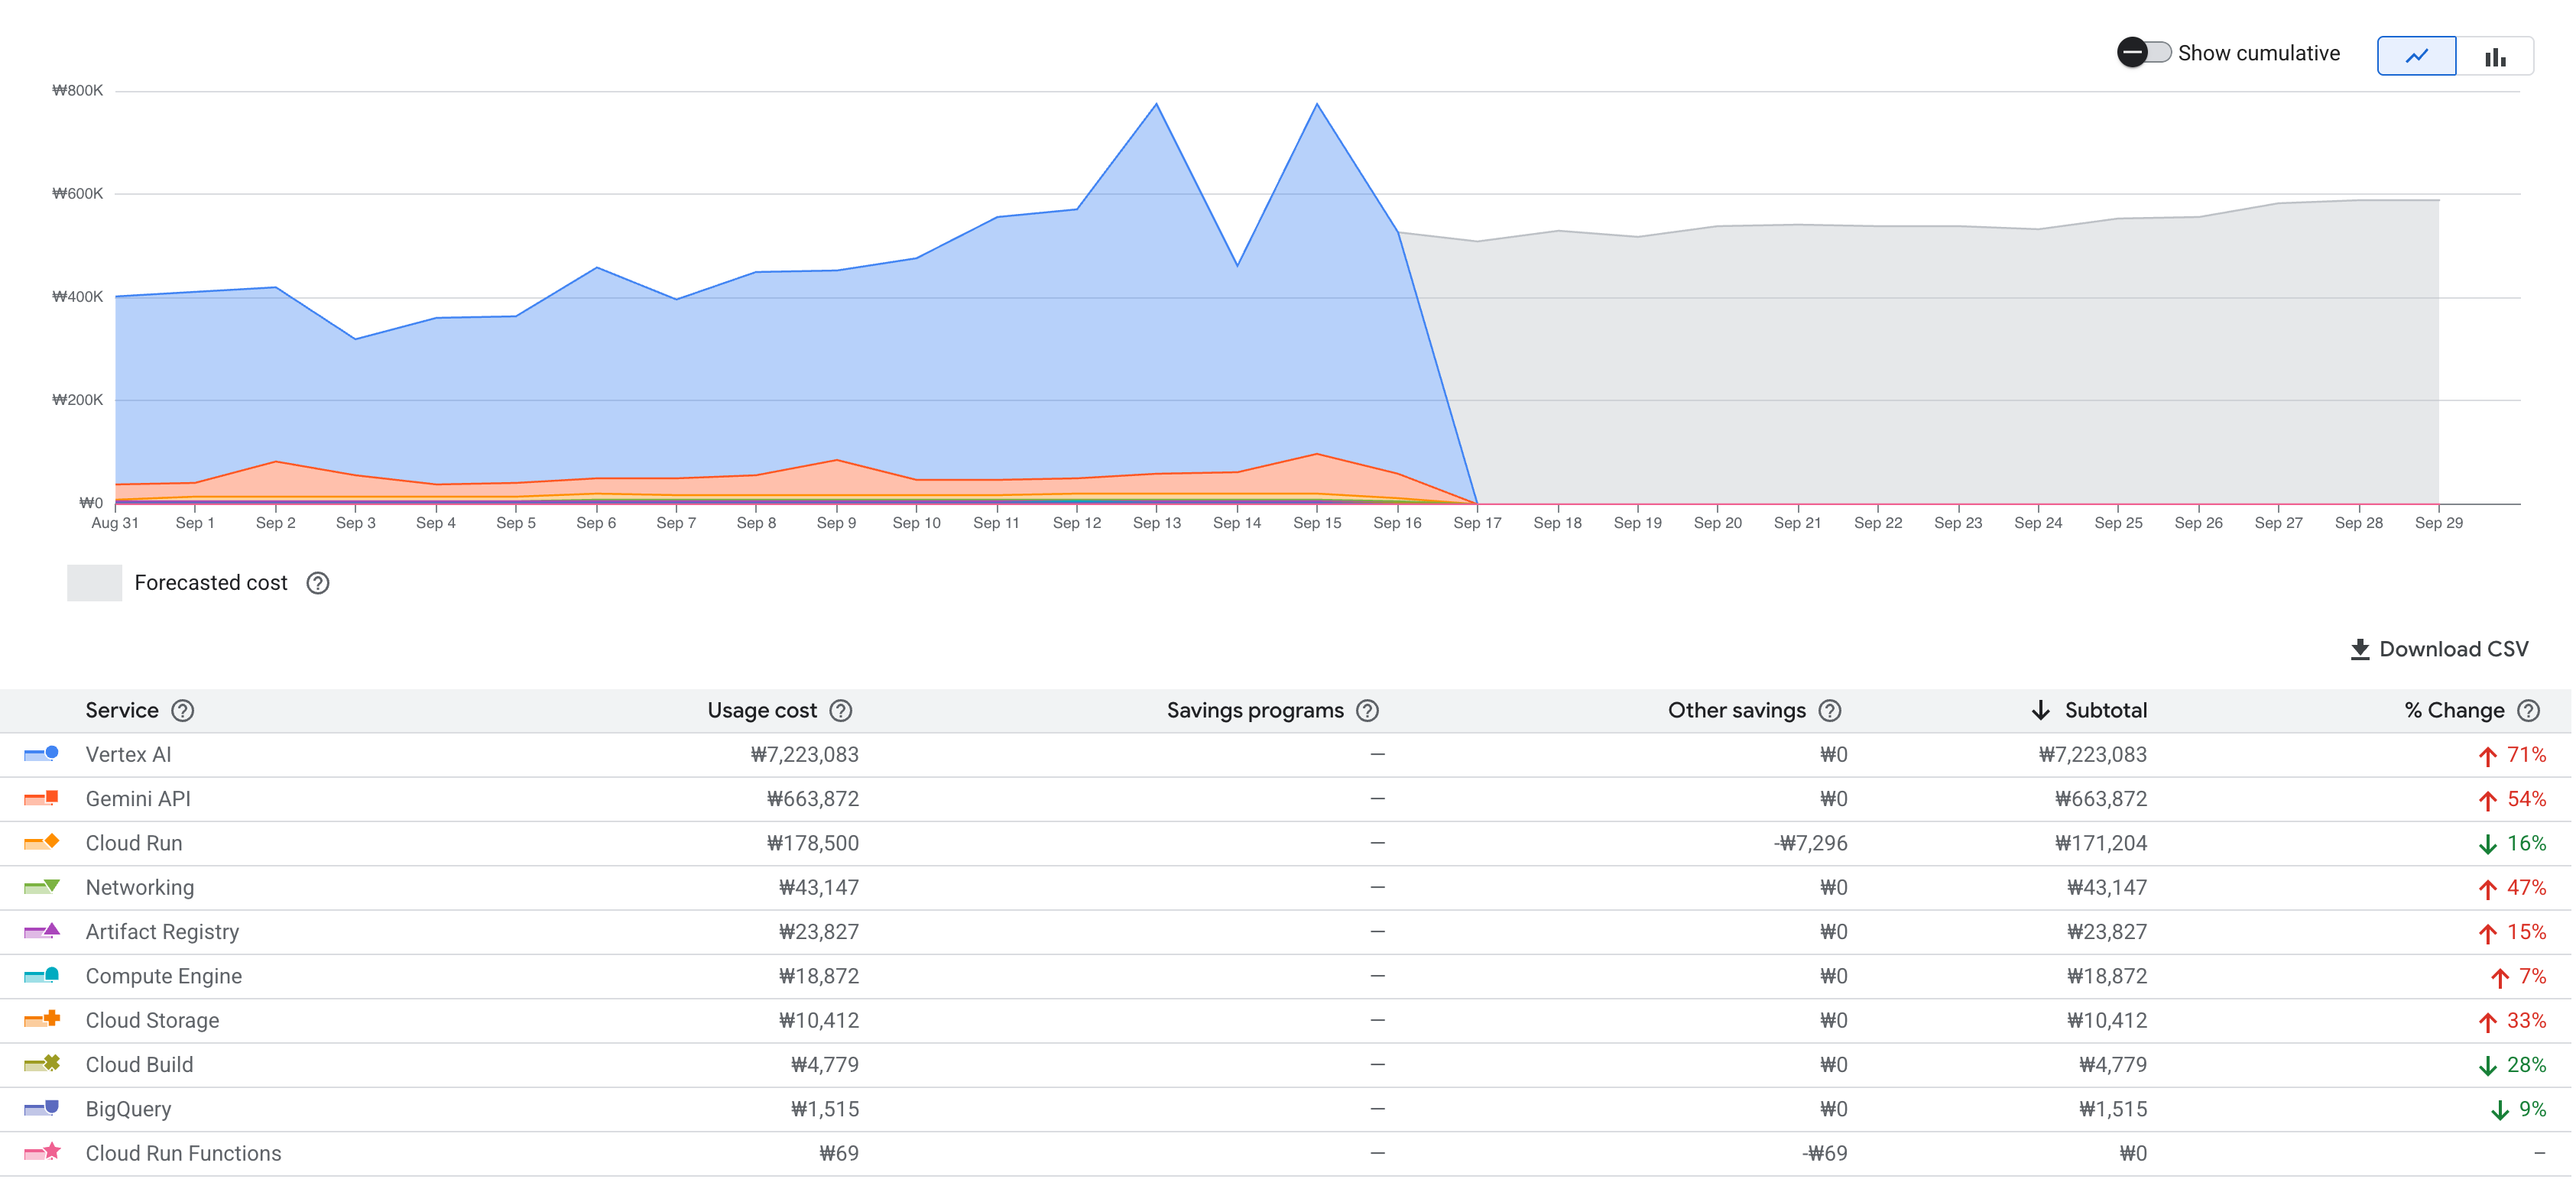 Show cumulative
₩800K
₩600K
₩400K
₩200K
₩0
Aug 31 Sep 1 Sep 2 Sep 3 Sep 4 Sep 5 Sep 6 Sep 7 Sep 8 Sep 9 Sep 10 Sep 11 Sep 12 Sep 13 Sep 14 Sep 15 Sep 16 Sep 17 Sep 18 Sep 19 Sep 20 Sep 21 Sep 22 Sep 23 Sep 24 Sep 25 Sep 26 Sep 27 Sep 28 Sep 29
Forecasted cost ?
Download CSV
Service ? Usage cost ? Savings programs ? Other savings ? ↓ Subtotal % Change ?
Vertex AI ₩7,223,083 — ₩0 ₩7,223,083 ↑ 71%
Gemini API ₩663,872 — ₩0 ₩663,872 ↑ 54%
Cloud Run ₩178,500 — -₩7,296 ₩171,204 ↓ 16%
Networking ₩43,147 — ₩0 ₩43,147 ↑ 47%
Artifact Registry ₩23,827 — ₩0 ₩23,827 ↑ 15%
Compute Engine ₩18,872 — ₩0 ₩18,872 ↑ 7%
Cloud Storage ₩10,412 — ₩0 ₩10,412 ↑ 33%
Cloud Build ₩4,779 — ₩0 ₩4,779 ↓ 28%
BigQuery ₩1,515 — ₩0 ₩1,515 ↓ 9%
Cloud Run Functions ₩69 — -₩69 ₩0 –